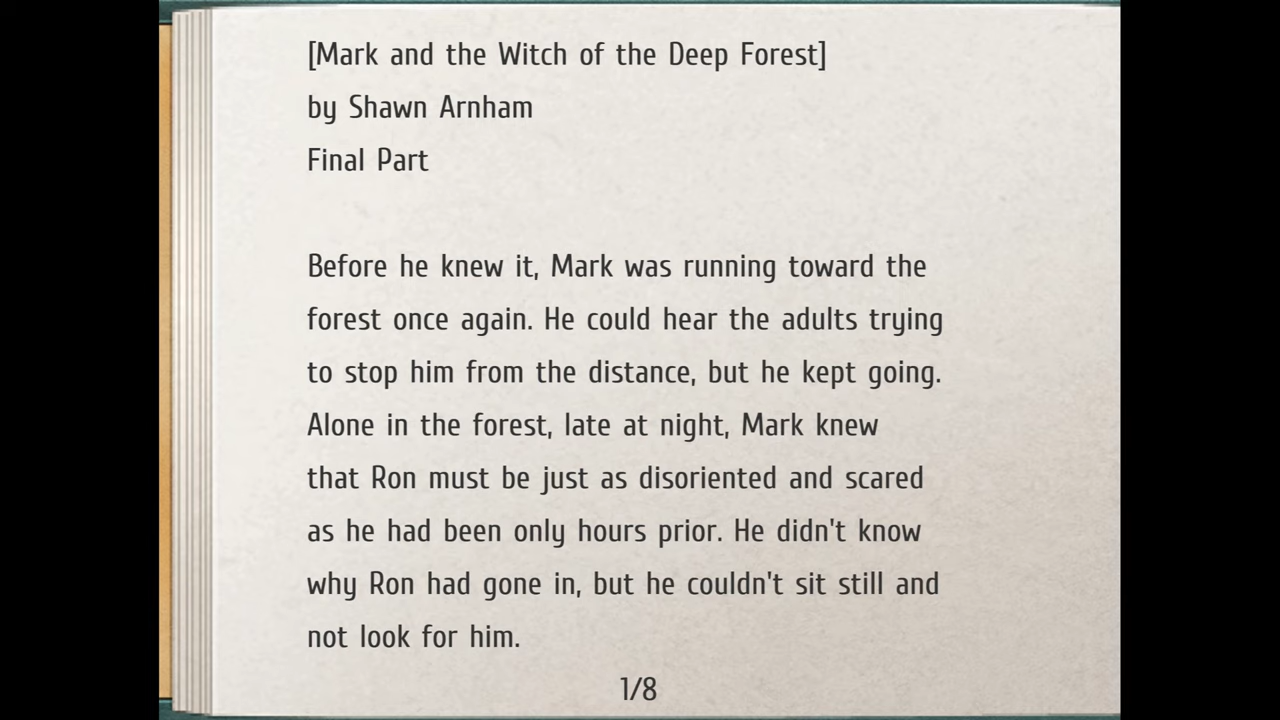 [Mark and the Witch of the Deep Forest]
by Shawn Arnham
Final Part
Before he knew it, Mark was running toward the
forest once again. He could hear the adults trying
to stop him from the distance, but he kept going.
Alone in the forest, late at night, Mark knew
that Ron must be just as disoriented and scared
as he had been only hours prior. He didn't know
why Ron had gone in, but he couldn't sit still and
not look for him.
1/8